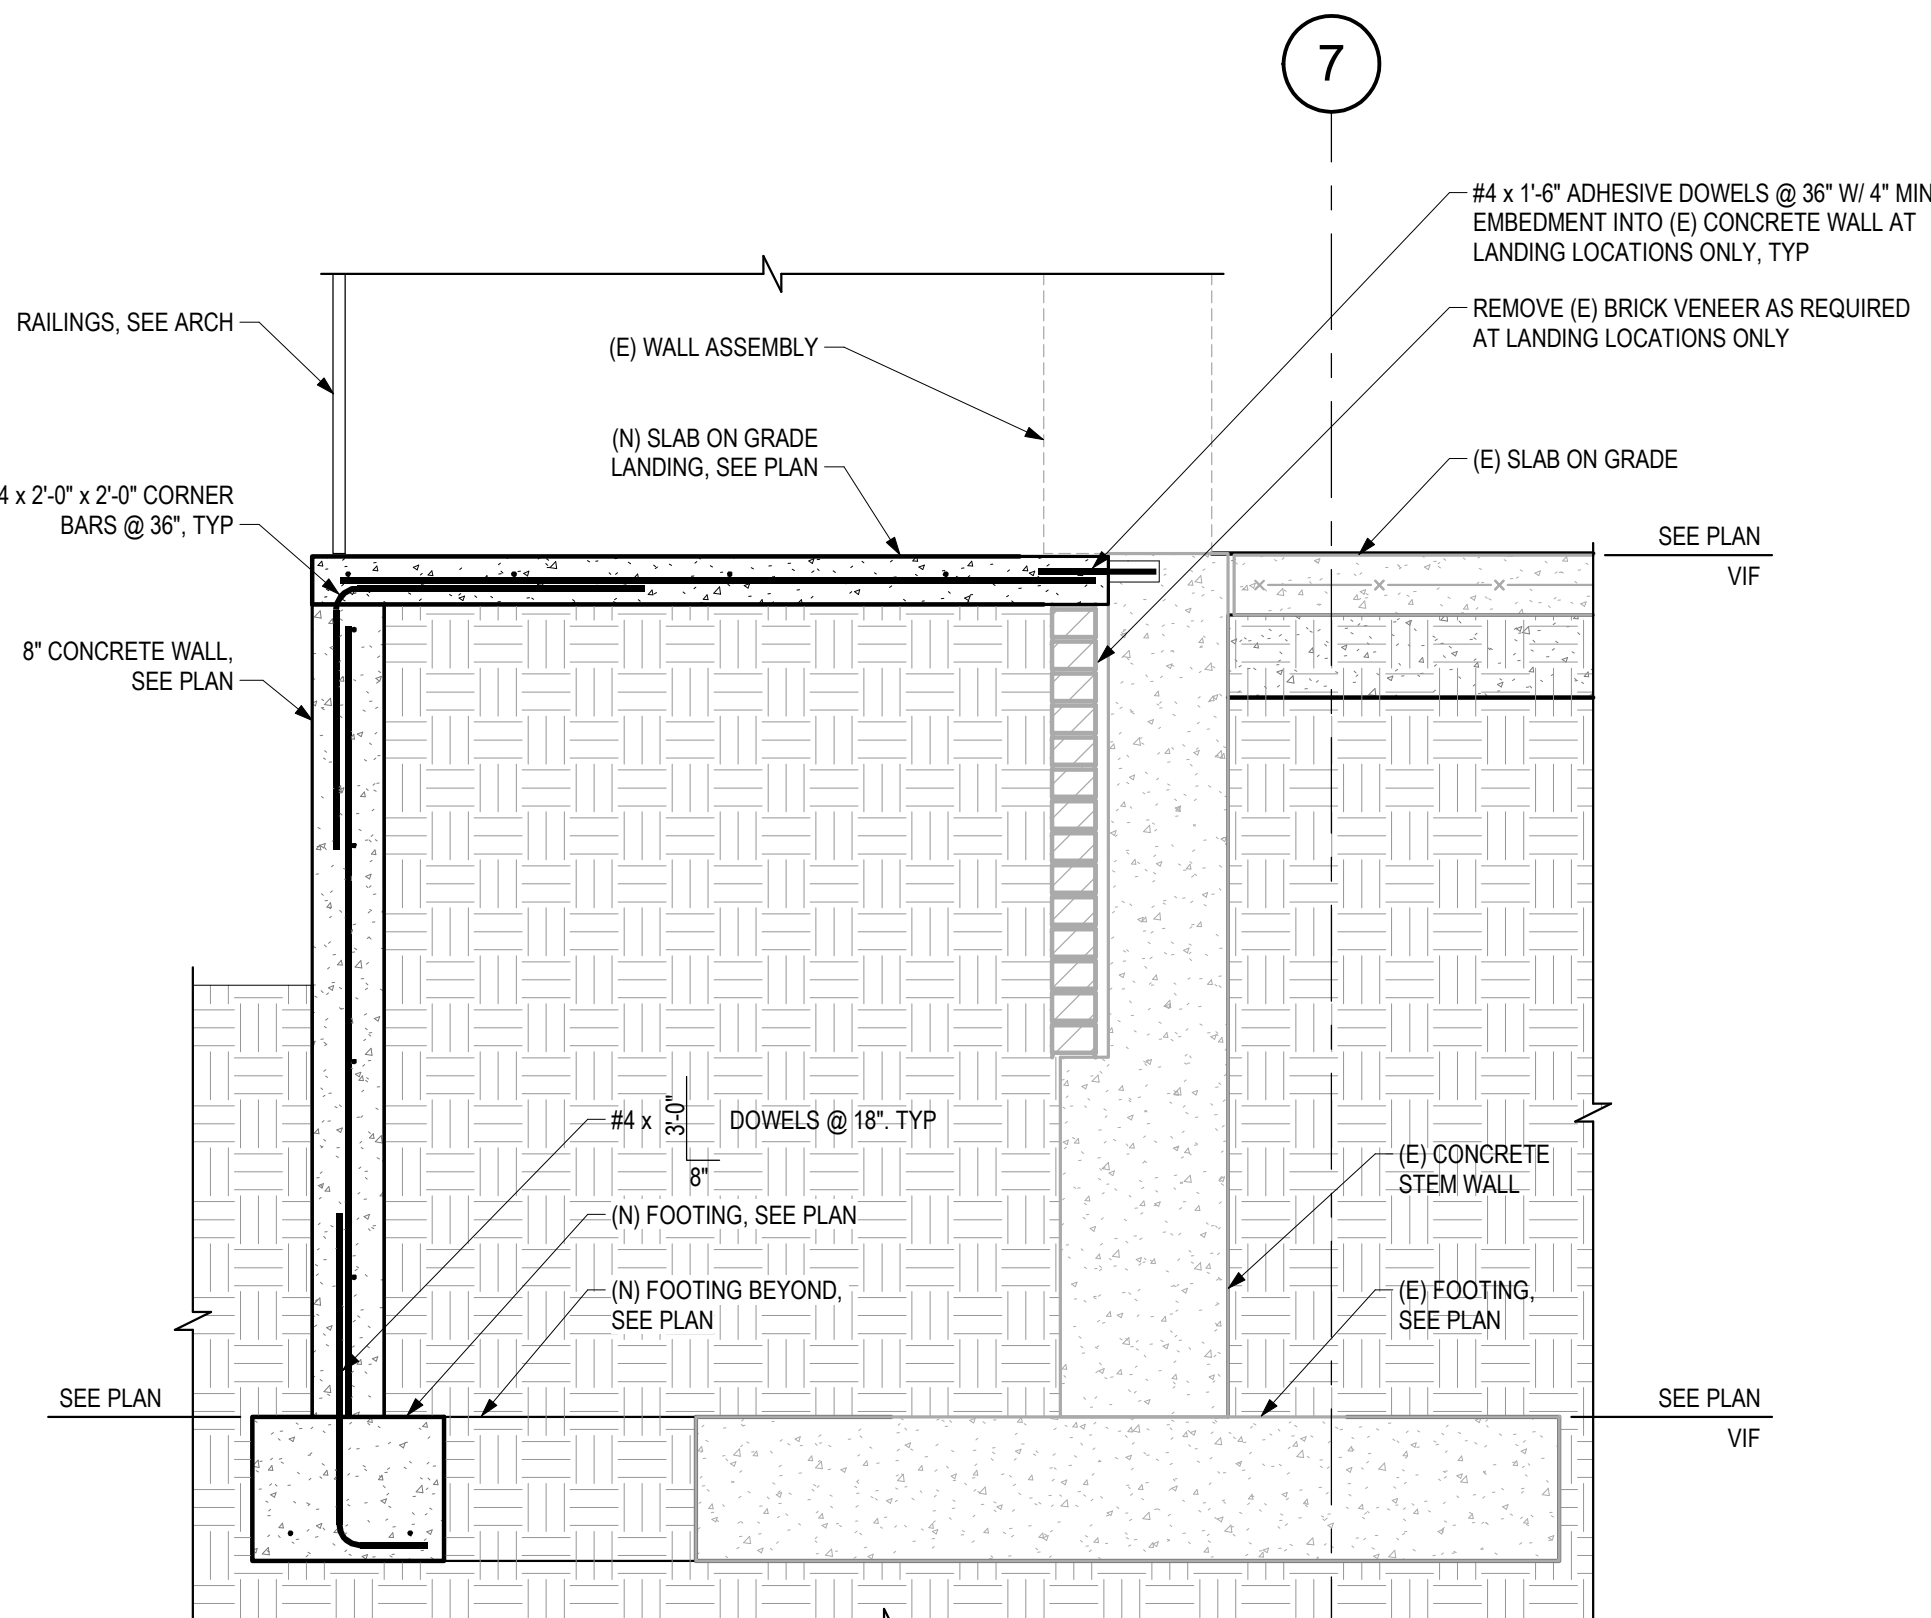 7
#4 x 1'-6" ADHESIVE DOWELS @ 36" W/ 4" MIN
EMBEDMENT INTO (E) CONCRETE WALL AT
LANDING LOCATIONS ONLY, TYP
REMOVE (E) BRICK VENEER AS REQUIRED
AT LANDING LOCATIONS ONLY
RAILINGS, SEE ARCH
(E) WALL ASSEMBLY
(N) SLAB ON GRADE
LANDING, SEE PLAN
(E) SLAB ON GRADE
4 x 2'-0" x 2'-0" CORNER
BARS @ 36", TYP
SEE PLAN
VIF
8" CONCRETE WALL,
SEE PLAN
#4 x 3'-0" 8" DOWELS @ 18". TYP
(E) CONCRETE
STEM WALL
(N) FOOTING, SEE PLAN
(N) FOOTING BEYOND,
SEE PLAN
(E) FOOTING,
SEE PLAN
SEE PLAN
SEE PLAN
VIF